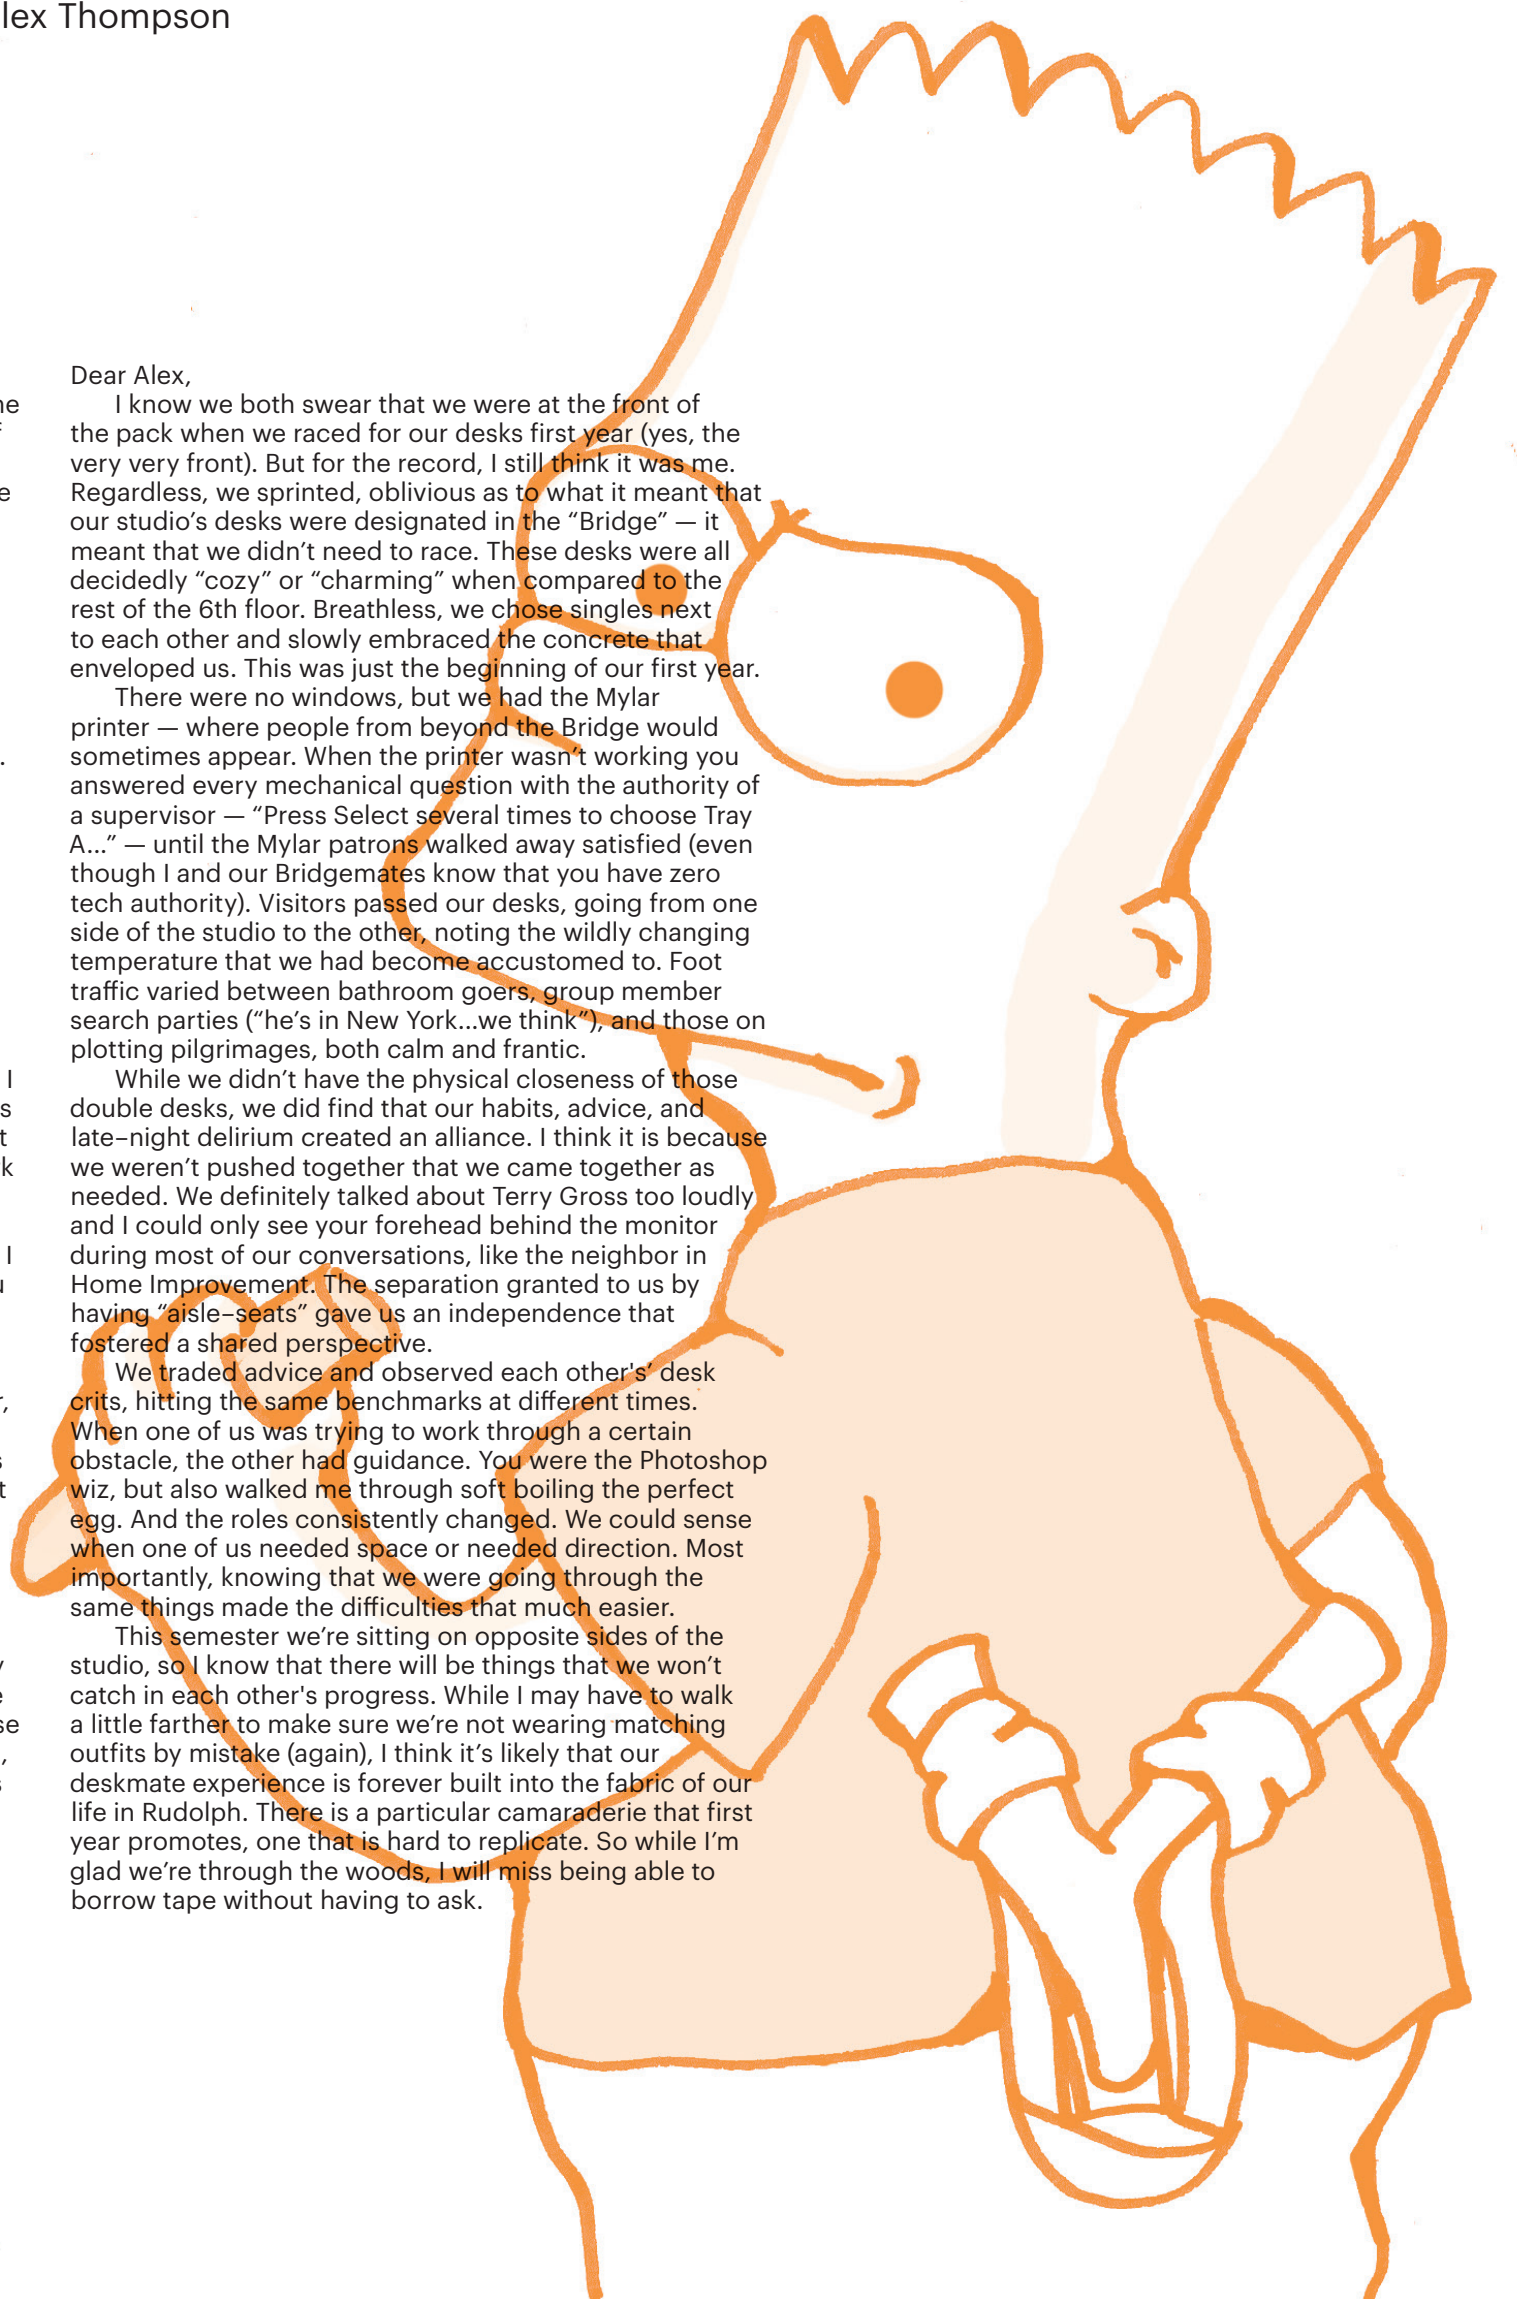 lex Thompson
Dear Alex,
I know we both swear that we were at the front of
the pack when we raced for our desks first year (yes, the
very very front). But for the record, I still think it was me.
Regardless, we sprinted, oblivious as to what it meant that
our studio’s desks were designated in the “Bridge” — it
meant that we didn’t need to race. These desks were all
decidedly “cozy” or “charming” when compared to the
rest of the 6th floor. Breathless, we chose singles next
to each other and slowly embraced the concrete that
enveloped us. This was just the beginning of our first year.
There were no windows, but we had the Mylar
printer — where people from beyond the Bridge would
sometimes appear. When the printer wasn’t working you
answered every mechanical question with the authority of
a supervisor — “Press Select several times to choose Tray
A...” — until the Mylar patrons walked away satisfied (even
though I and our Bridgemates know that you have zero
tech authority). Visitors passed our desks, going from one
side of the studio to the other, noting the wildly changing
temperature that we had become accustomed to. Foot
traffic varied between bathroom goers, group member
search parties (“he’s in New York...we think”), and those on
plotting pilgrimages, both calm and frantic.
While we didn’t have the physical closeness of those
double desks, we did find that our habits, advice, and
late–night delirium created an alliance. I think it is because
we weren’t pushed together that we came together as
needed. We definitely talked about Terry Gross too loudly
and I could only see your forehead behind the monitor
during most of our conversations, like the neighbor in
Home Improvement. The separation granted to us by
having “aisle–seats” gave us an independence that
fostered a shared perspective.
We traded advice and observed each other's’ desk
crits, hitting the same benchmarks at different times.
When one of us was trying to work through a certain
obstacle, the other had guidance. You were the Photoshop
wiz, but also walked me through soft boiling the perfect
egg. And the roles consistently changed. We could sense
when one of us needed space or needed direction. Most
importantly, knowing that we were going through the
same things made the difficulties that much easier.
This semester we’re sitting on opposite sides of the
studio, so I know that there will be things that we won’t
catch in each other's progress. While I may have to walk
a little farther to make sure we’re not wearing matching
outfits by mistake (again), I think it’s likely that our
deskmate experience is forever built into the fabric of our
life in Rudolph. There is a particular camaraderie that first
year promotes, one that is hard to replicate. So while I’m
glad we’re through the woods, I will miss being able to
borrow tape without having to ask.